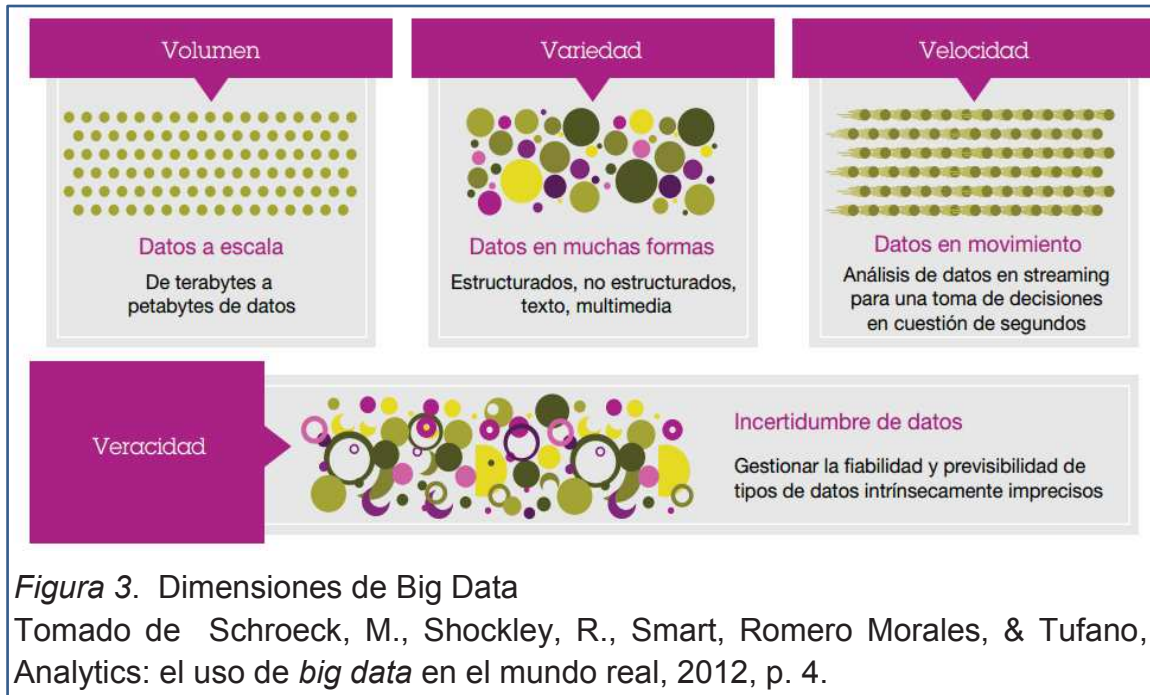 Volumen
Datos a escala
De terabytes a
petabytes de datos
Variedad
Datos en muchas formas
Estructurados, no estructurados,
texto, multimedia
Velocidad
Datos en movimiento
Análisis de datos en streaming
para una toma de decisiones
en cuestión de segundos
Veracidad
Incertidumbre de datos
Gestionar la fiabilidad y previsibilidad de
tipos de datos intrínsecamente imprecisos
Figura 3. Dimensiones de Big Data
Tomado de Schroeck, M., Shockley, R., Smart, Romero Morales, & Tufano,
Analytics: el uso de big data en el mundo real, 2012, p. 4.